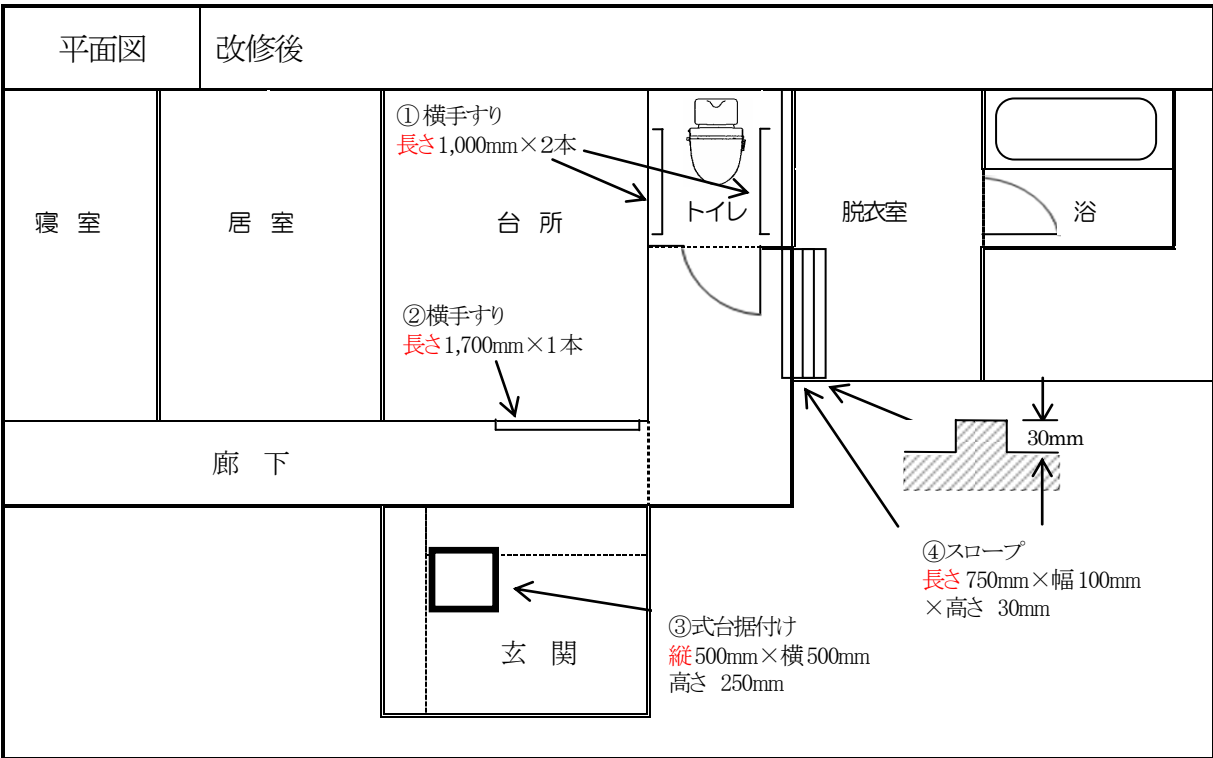 平面図
改修後
①横手すり
長さ1,000mm×2本
寝 室
居 室
台 所
トイレ
脱衣室
浴
②横手すり
長さ1,700mm×1本
30mm
廊 下
④スロープ
長さ750mm×幅100mm
×高さ 30mm
③式台据付け
縦500mm×横500mm
高さ 250mm
玄 関